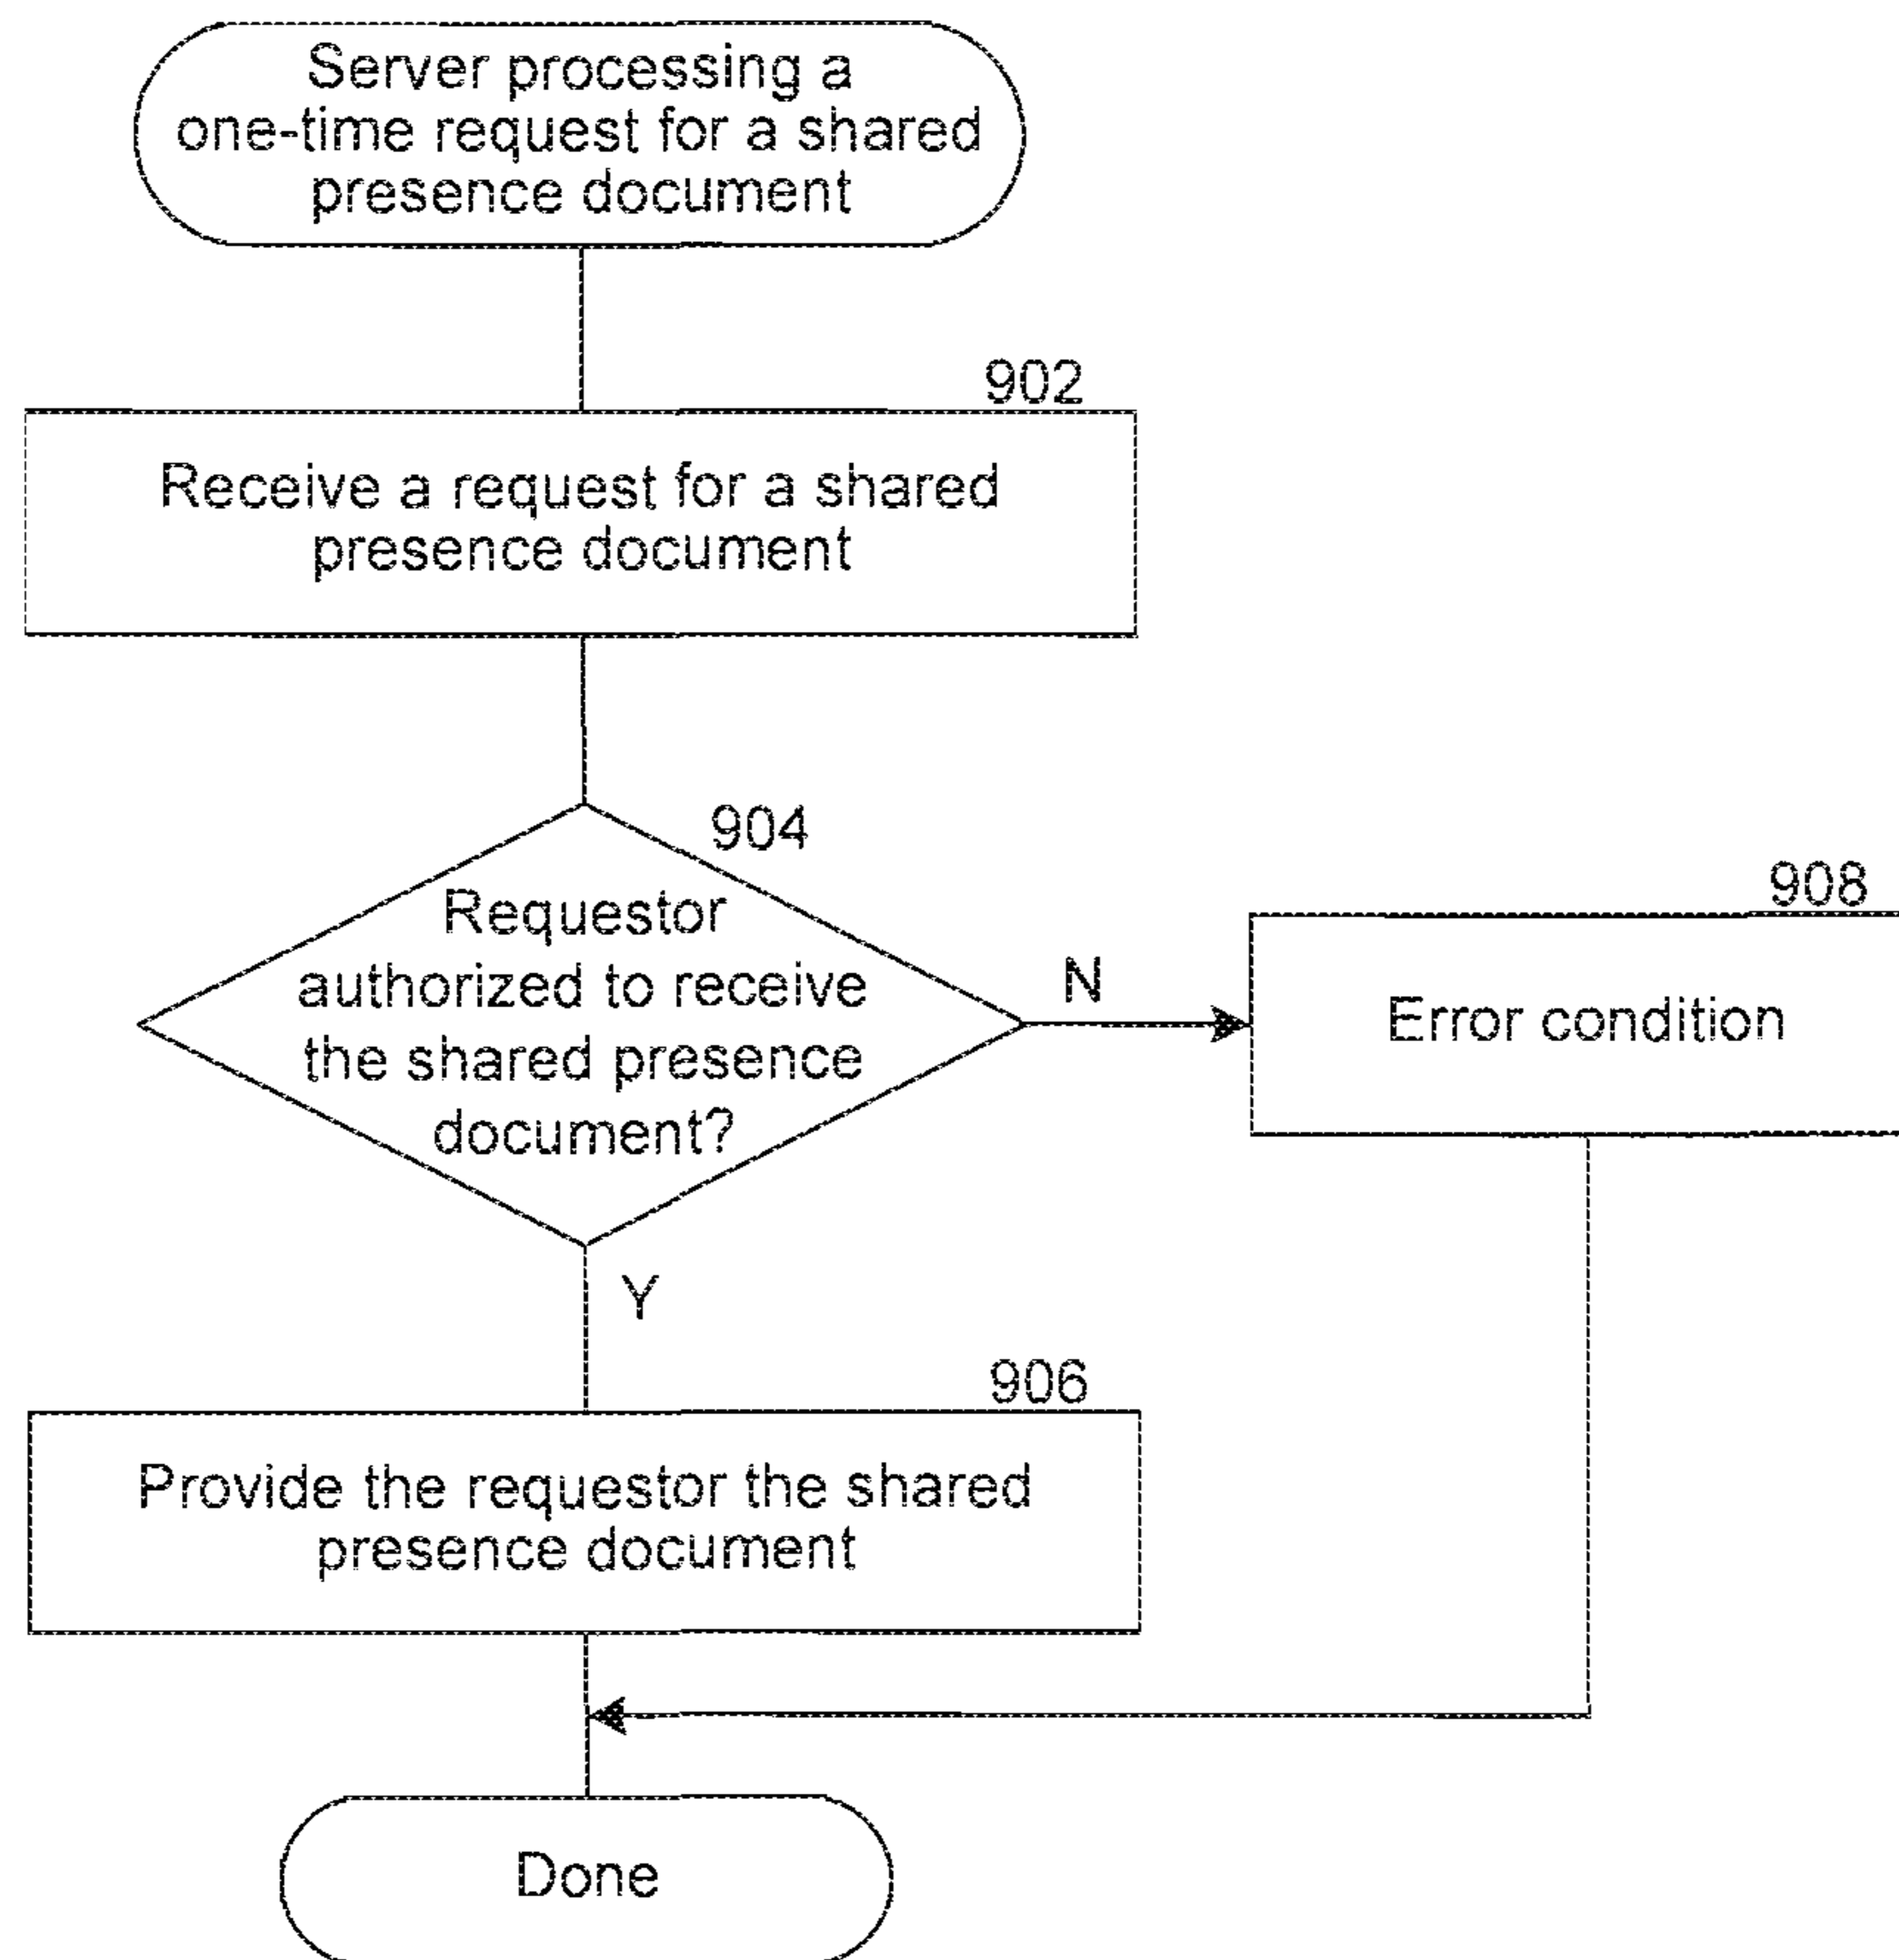 Server processing a
one-time request for a shared
presence document
902
Receive a request for a shared
presence document
904
Requestor
authorized to receive
the shared presence
document?
N
908
Error condition
Y
906
Provide the requestor the shared
presence document
Done